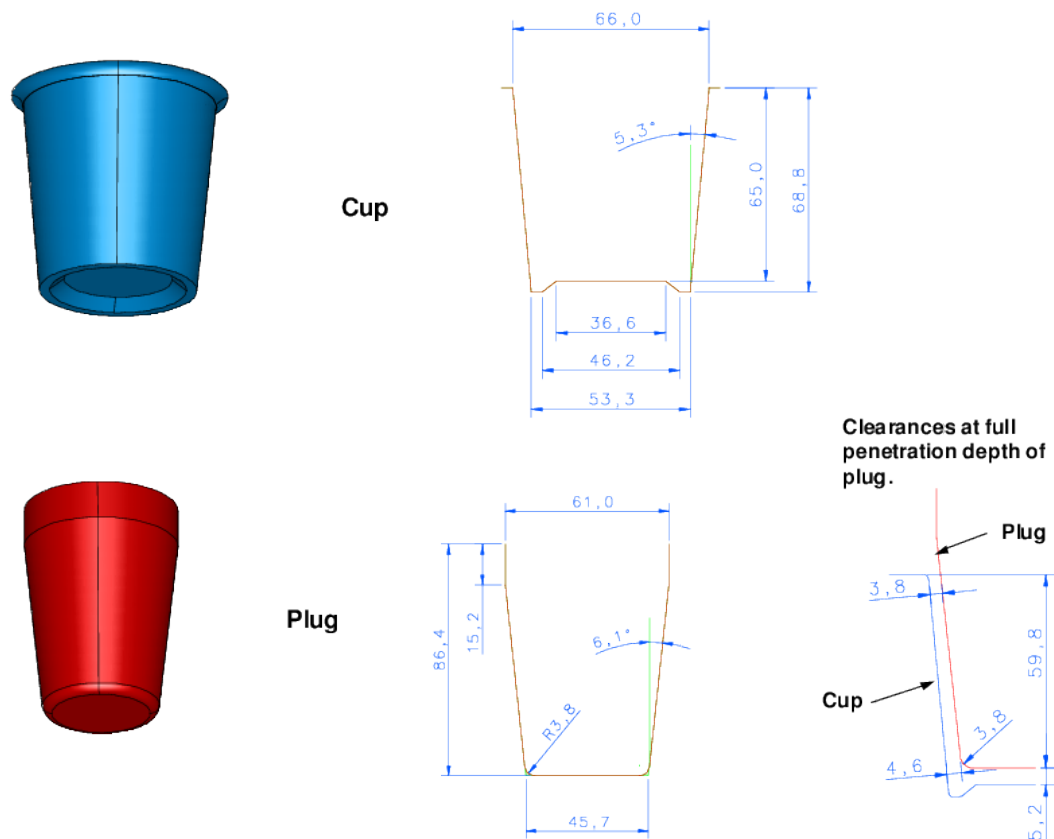 66,0
5,3°
65,0
68,8
Cup
36,6
46,2
53,3
Clearances at full
penetration depth of
plug.
61,0
Plug
3,8
15,2
86,4
Plug
6,1°
59,8
Cup
R3,8
3,8
4,6
45,7
5,2